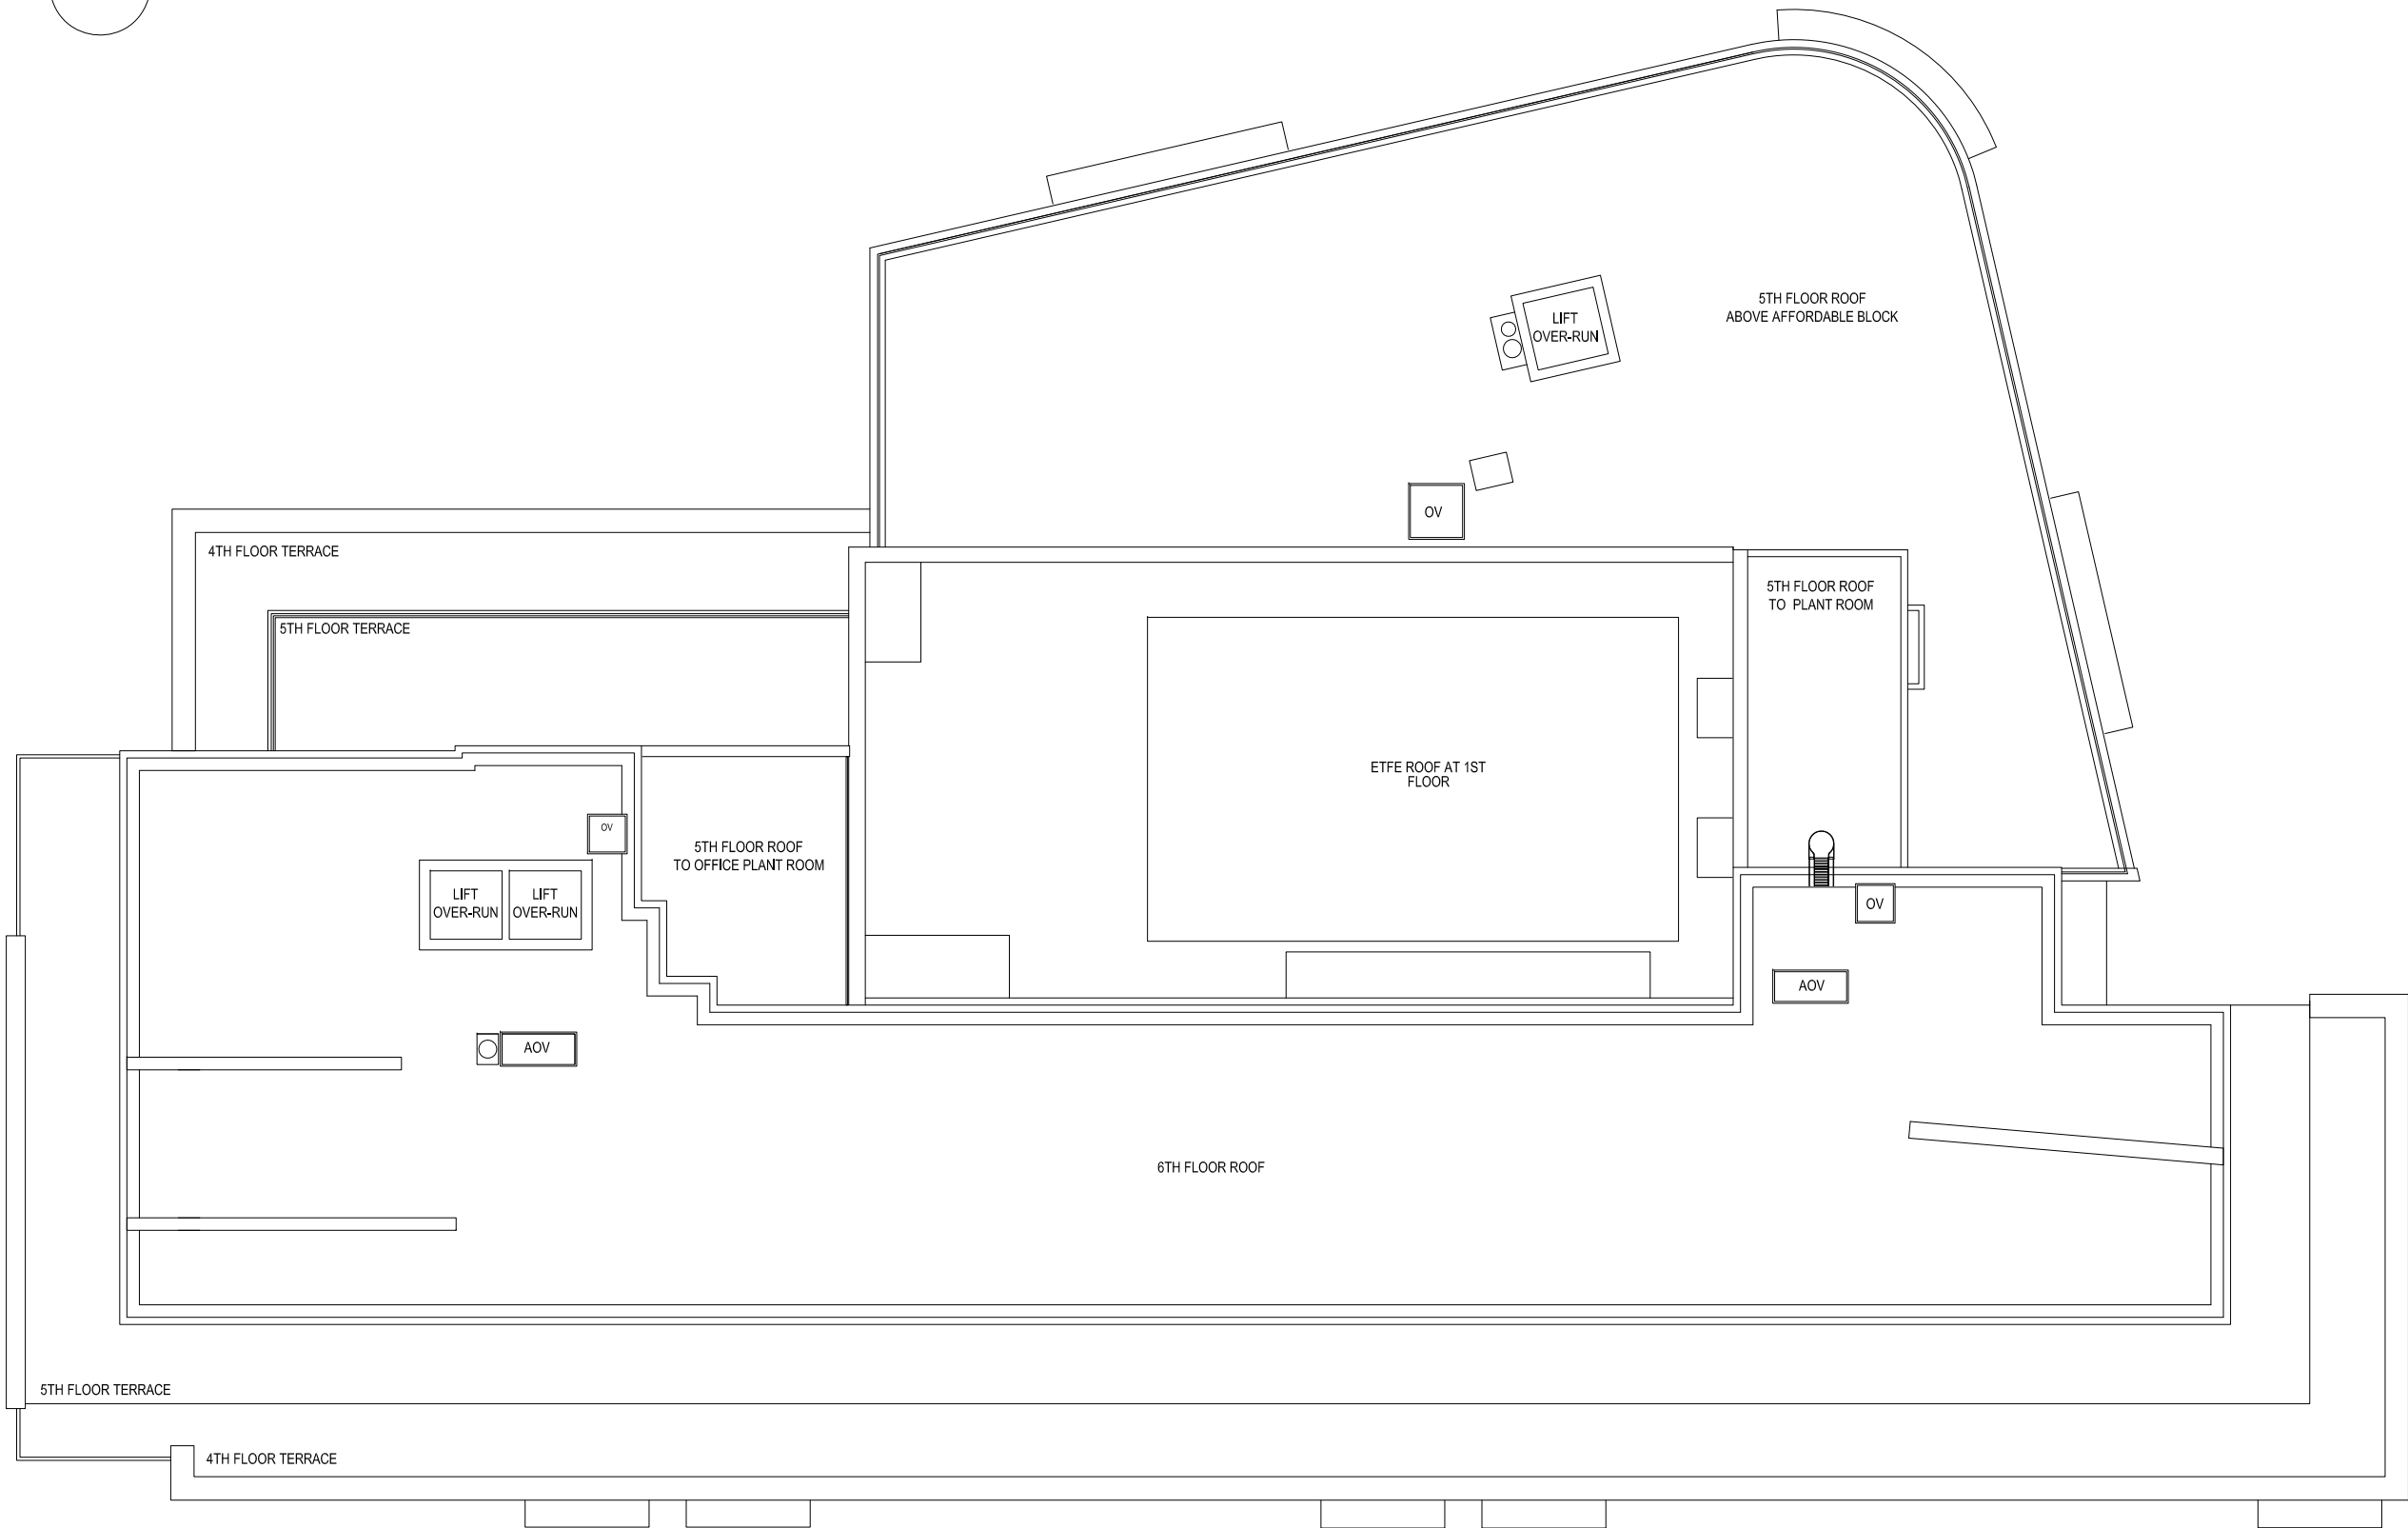 5TH FLOOR ROOF
ABOVE AFFORDABLE BLOCK
LIFT
OVER-RUN
OV
4TH FLOOR TERRACE
5TH FLOOR ROOF
TO PLANT ROOM
5TH FLOOR TERRACE
ETFE ROOF AT 1ST
FLOOR
OV
5TH FLOOR ROOF
TO OFFICE PLANT ROOM
LIFT
OVER-RUN
LIFT
OVER-RUN
OV
AOV
AOV
6TH FLOOR ROOF
5TH FLOOR TERRACE
4TH FLOOR TERRACE